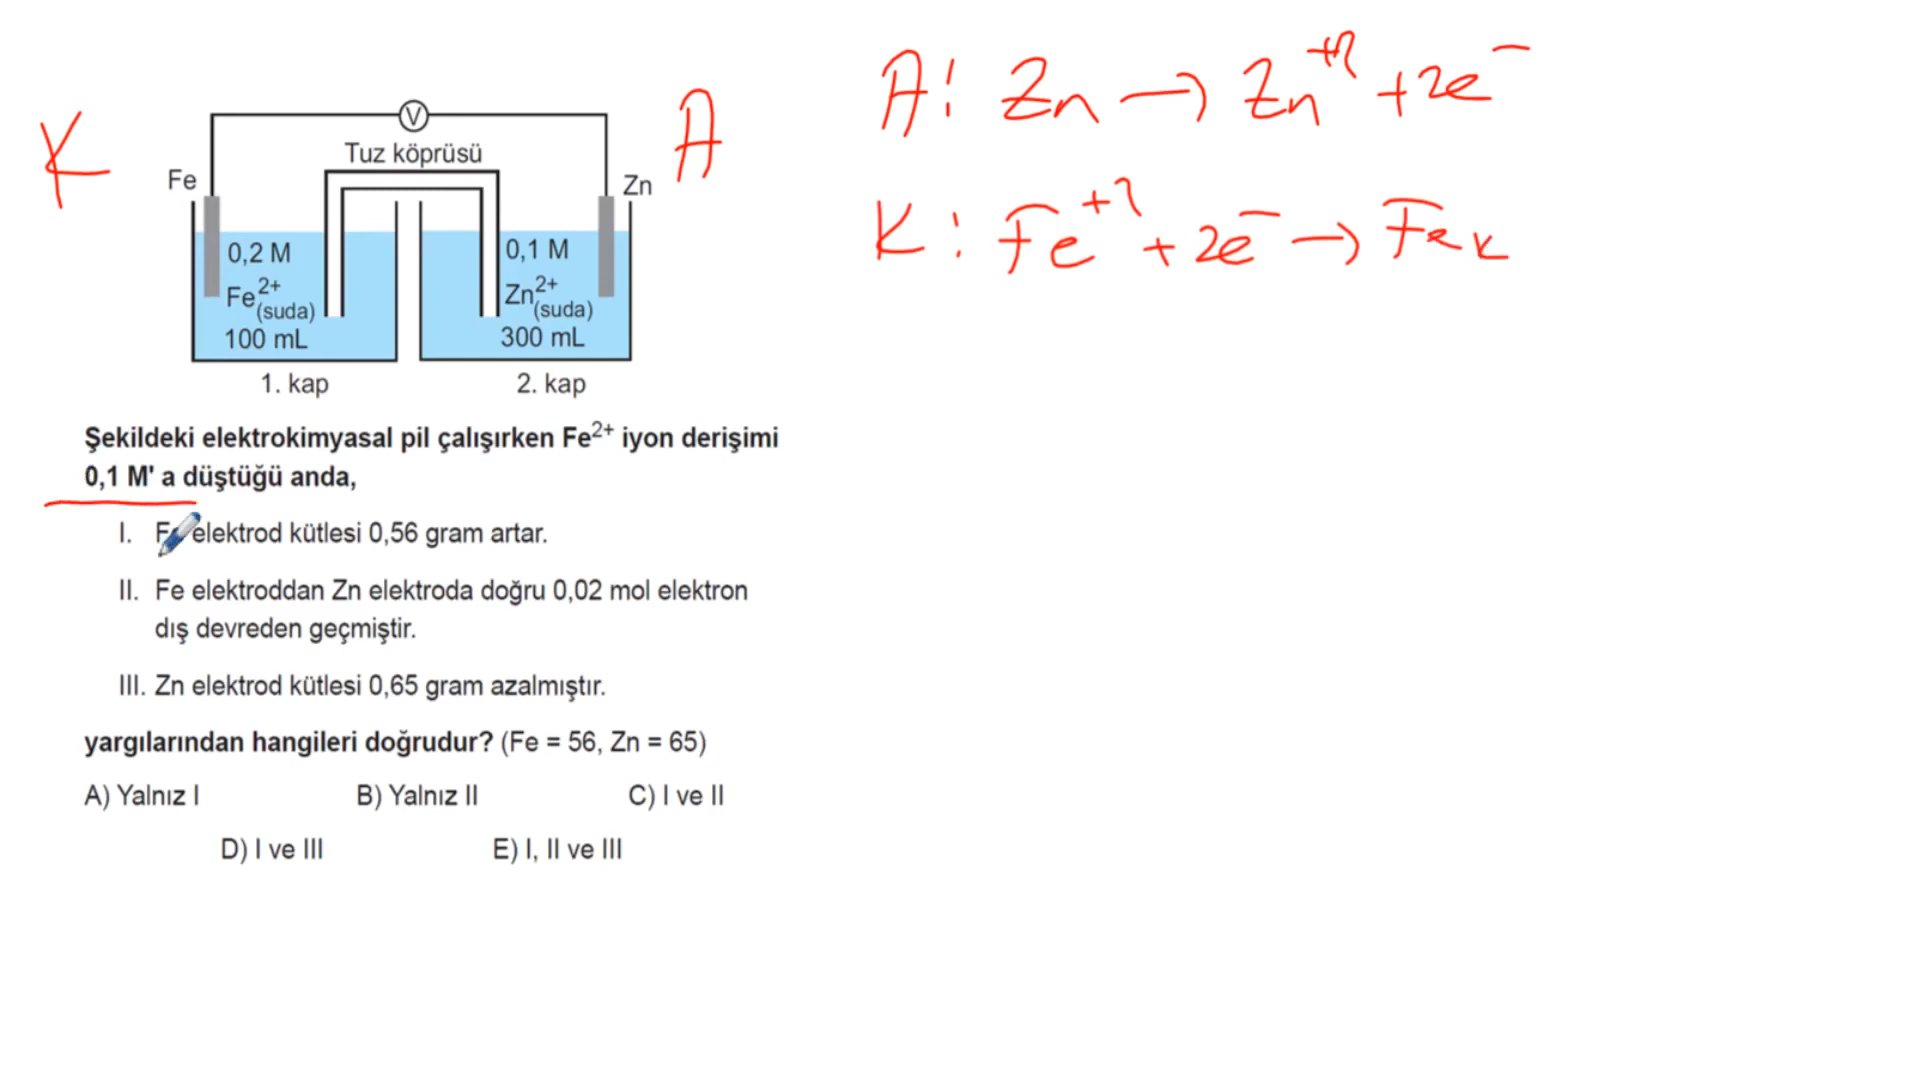 K
V
A
Tuz köprüsü
Fe
Zn
0,2 M
Fe2+(suda)
100 mL
0,1 M
Zn2+(suda)
300 mL
1. kap
2. kap
A: Zn → Zn+2 + 2e-
K: Fe+2 + 2e- → Fek
Şekildeki elektrokimyasal pil çalışırken Fe2+ iyon derişimi
0,1 M' a düştüğü anda,
I. Fe elektrod kütlesi 0,56 gram artar.
II. Fe elektroddan Zn elektroda doğru 0,02 mol elektron
dış devreden geçmiştir.
III. Zn elektrod kütlesi 0,65 gram azalmıştır.
yargılarından hangileri doğrudur? (Fe = 56, Zn = 65)
A) Yalnız I B) Yalnız II C) I ve II
D) I ve III E) I, II ve III